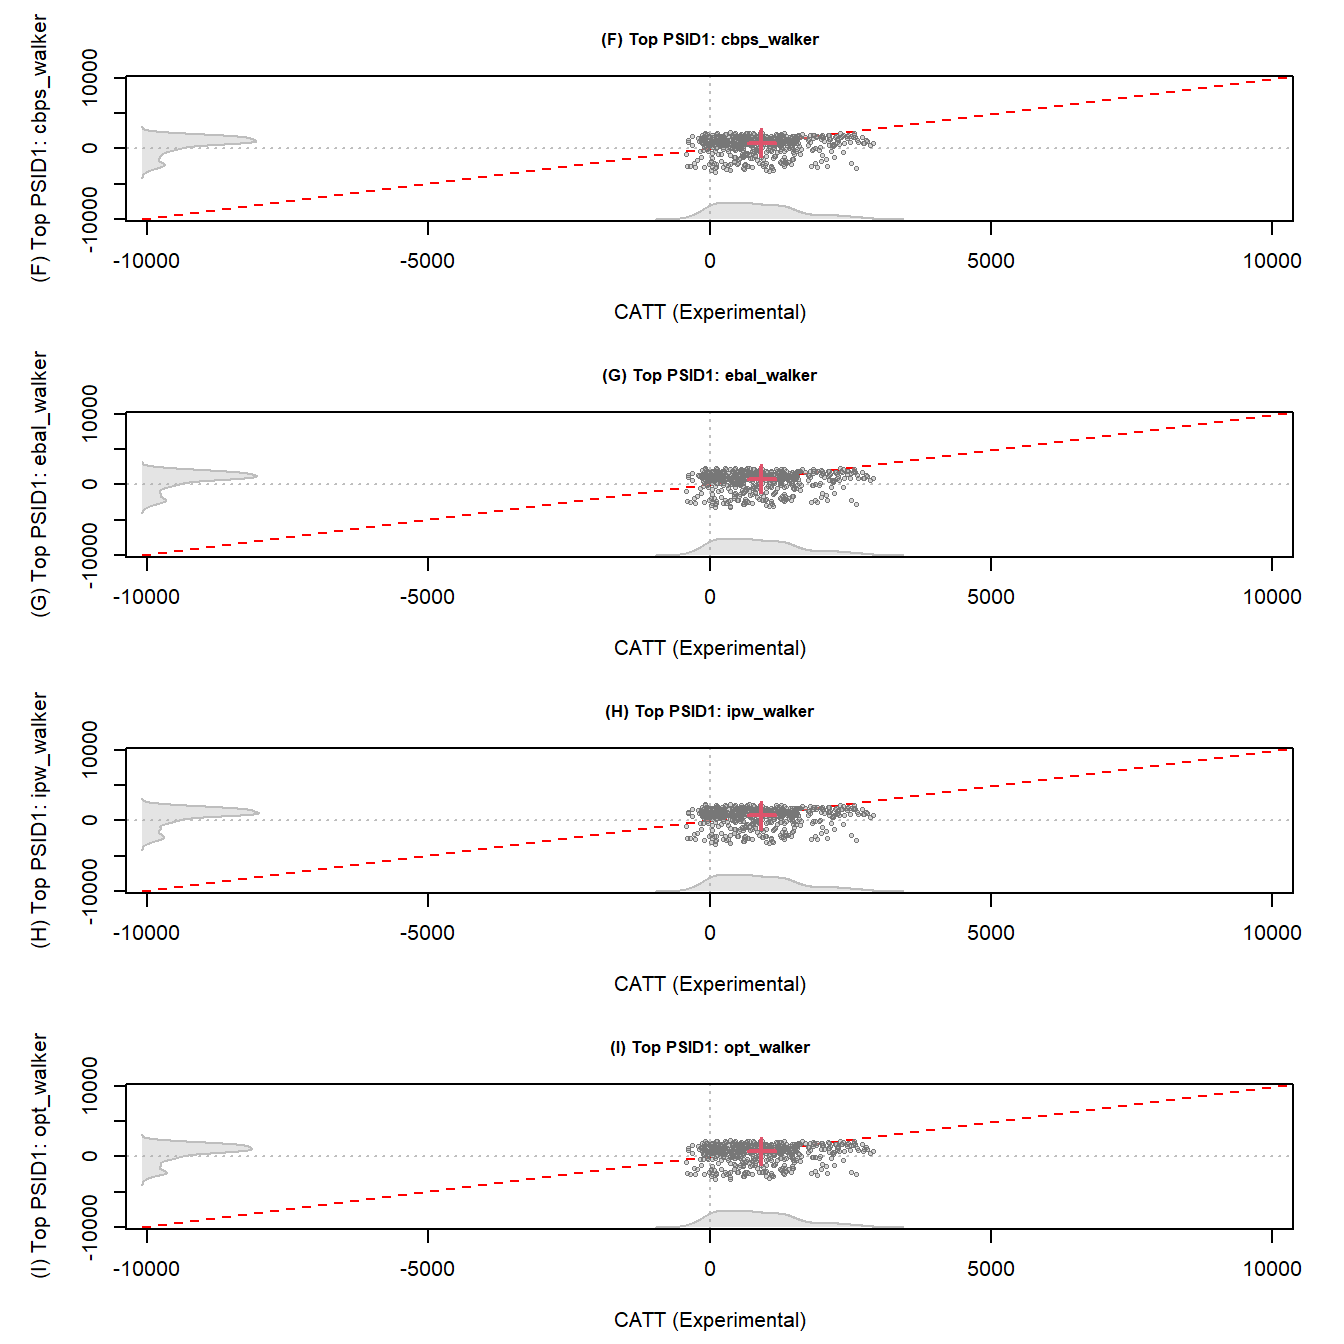 (F) Top PSID1: cbps_walker
(F) Top PSID1: cbps_walker
10000
0
-10000
-10000 -5000 0 5000 10000
CATT (Experimental)
(G) Top PSID1: ebal_walker
(G) Top PSID1: ebal_walker
10000
0
-10000
-10000 -5000 0 5000 10000
CATT (Experimental)
(H) Top PSID1: ipw_walker
(H) Top PSID1: ipw_walker
10000
0
-10000
-10000 -5000 0 5000 10000
CATT (Experimental)
(I) Top PSID1: opt_walker
(I) Top PSID1: opt_walker
10000
0
-10000
-10000 -5000 0 5000 10000
CATT (Experimental)